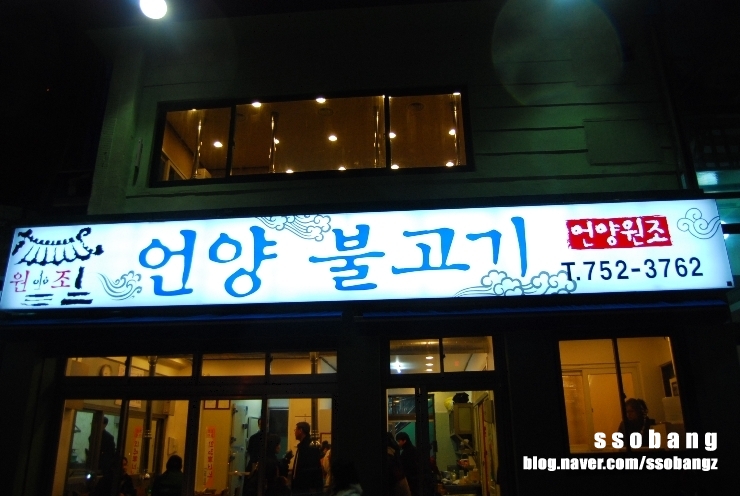 원조
언양 불고기
언양원조
T.752-3762
ssobang
blog.naver.com/ssobangz